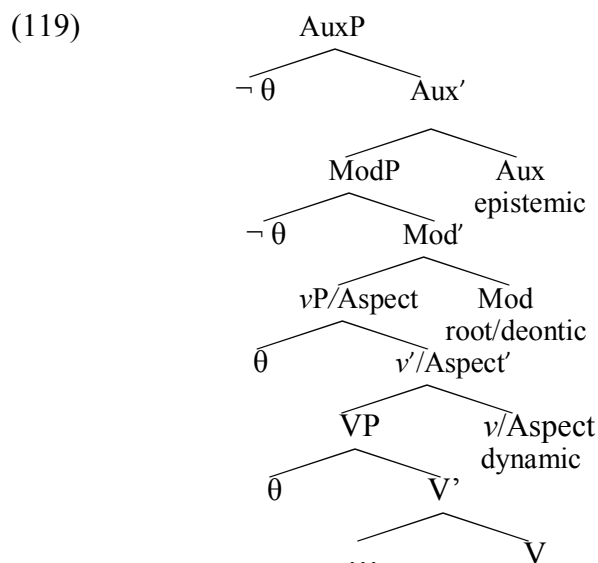 (119) AuxP
¬ θ Aux′
ModP Aux
epistemic
¬ θ Mod′
vP/Aspect Mod
root/deontic
θ v′/Aspect′
VP v/Aspect
dynamic
θ V’
… V